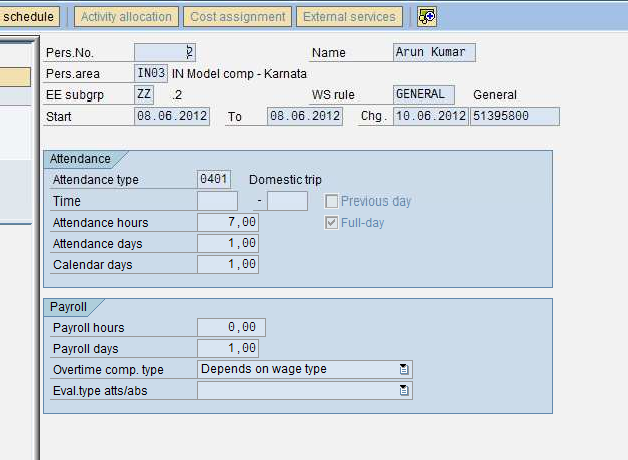 schedule Activity allocation Cost assignment External services
Pers.No. 2 Name Arun Kumar
Pers.area IN03 IN Model comp - Karnata
EE subgrp ZZ .2 WS rule GENERAL General
Start 08.06.2012 To 08.06.2012 Chg. 10.06.2012 51395800
Attendance
Attendance type 0401 Domestic trip
Time - Previous day
Attendance hours 7,00 Full-day
Attendance days 1,00
Calendar days 1,00
Payroll
Payroll hours 0,00
Payroll days 1,00
Overtime comp. type Depends on wage type
Eval.type atts/abs